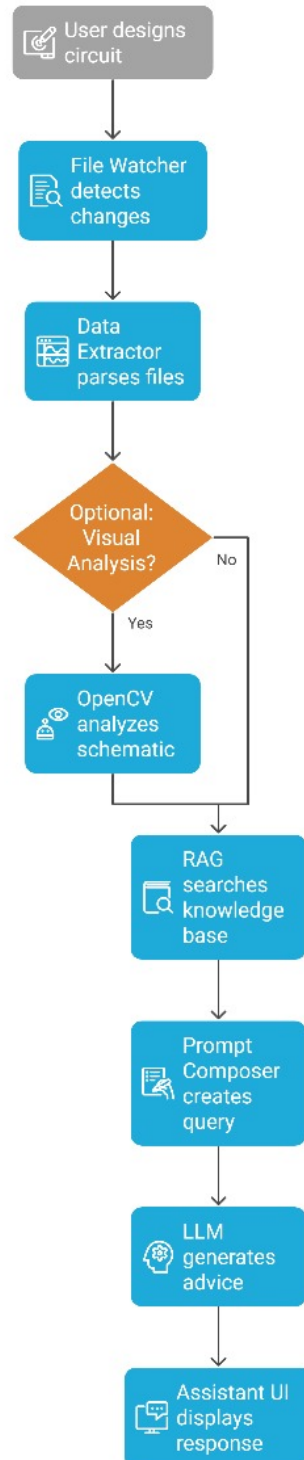 User designs
circuit
File Watcher
detects
changes
Data
Extractor
parses files
Optional:
Visual
Analysis?
No
Yes
OpenCV
analyzes
schematic
RAG
searches
knowledge
base
Prompt
Composer
creates
query
LLM
generates
advice
Assistant UI
displays
response